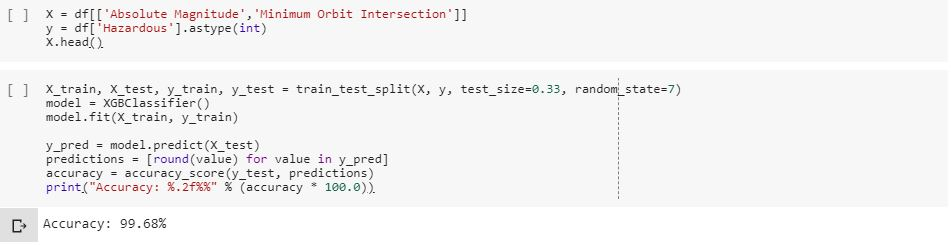 [ ] X = df[['Absolute Magnitude','Minimum Orbit Intersection']]
y = df['Hazardous'].astype(int)
X.head()
[ ] X_train, X_test, y_train, y_test = train_test_split(X, y, test_size=0.33, random_state=7)
model = XGBClassifier()
model.fit(X_train, y_train)
y_pred = model.predict(X_test)
predictions = [round(value) for value in y_pred]
accuracy = accuracy_score(y_test, predictions)
print("Accuracy: %.2f%%" % (accuracy * 100.0))
Accuracy: 99.68%